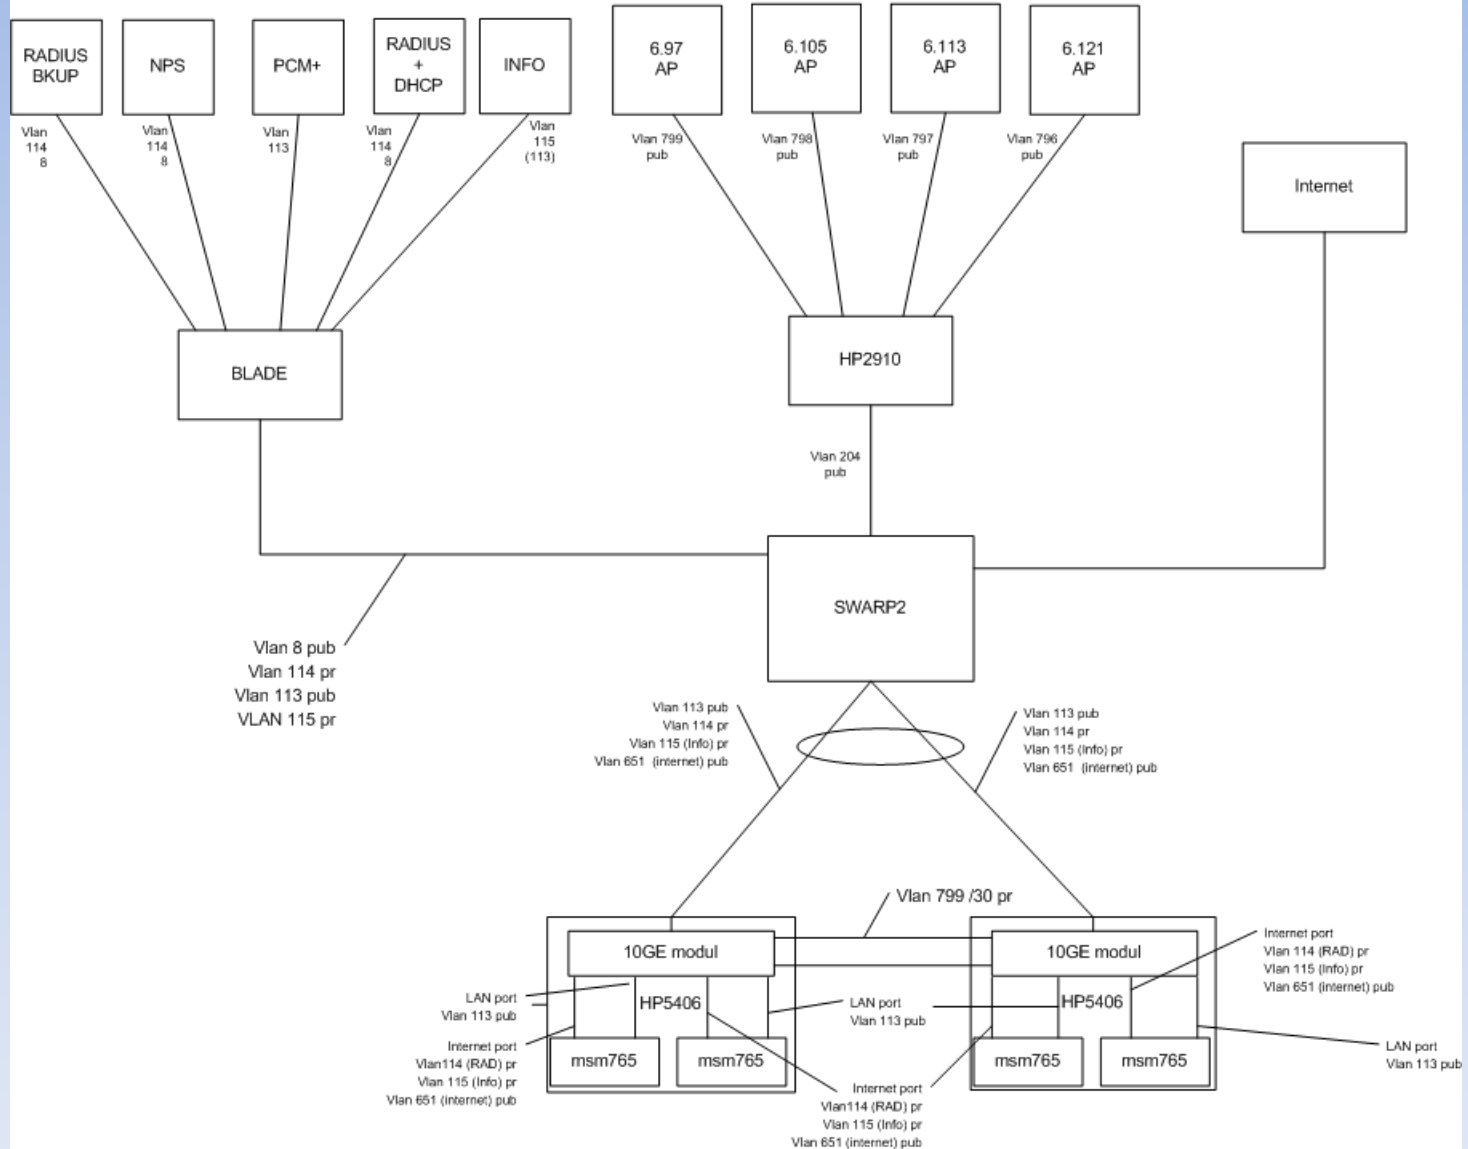 RADIUS
BKUP
NPS
PCM+
RADIUS
+
DHCP
INFO
6.97
AP
6.105
AP
6.113
AP
6.121
AP
Vlan
114
8
Vlan
114
8
Vlan
113
Vlan
114
8
Vlan
115
(113)
Vlan 799
pub
Vlan 798
pub
Vlan 797
pub
Vlan 796
pub
Internet
BLADE
HP2910
Vlan 204
pub
SWARP2
Vlan 8 pub
Vlan 114 pr
Vlan 113 pub
VLAN 115 pr
Vlan 113 pub
Vlan 114 pr
Vlan 115 (Info) pr
Vlan 651 (internet) pub
Vlan 113 pub
Vlan 114 pr
Vlan 115 (Info) pr
Vlan 651 (internet) pub
Vlan 799 /30 pr
10GE modul
10GE modul
Internet port
Vlan 114 (RAD) pr
Vlan 115 (Info) pr
Vlan 651 (internet) pub
LAN port
Vlan 113 pub
HP5406
LAN port
Vlan 113 pub
HP5406
Internet port
Vlan114 (RAD) pr
Vlan 115 (Info) pr
Vlan 651 (internet) pub
msm765
msm765
msm765
msm765
LAN port
Vlan 113 pub
Internet port
Vlan114 (RAD) pr
Vlan 115 (Info) pr
Vlan 651 (internet) pub